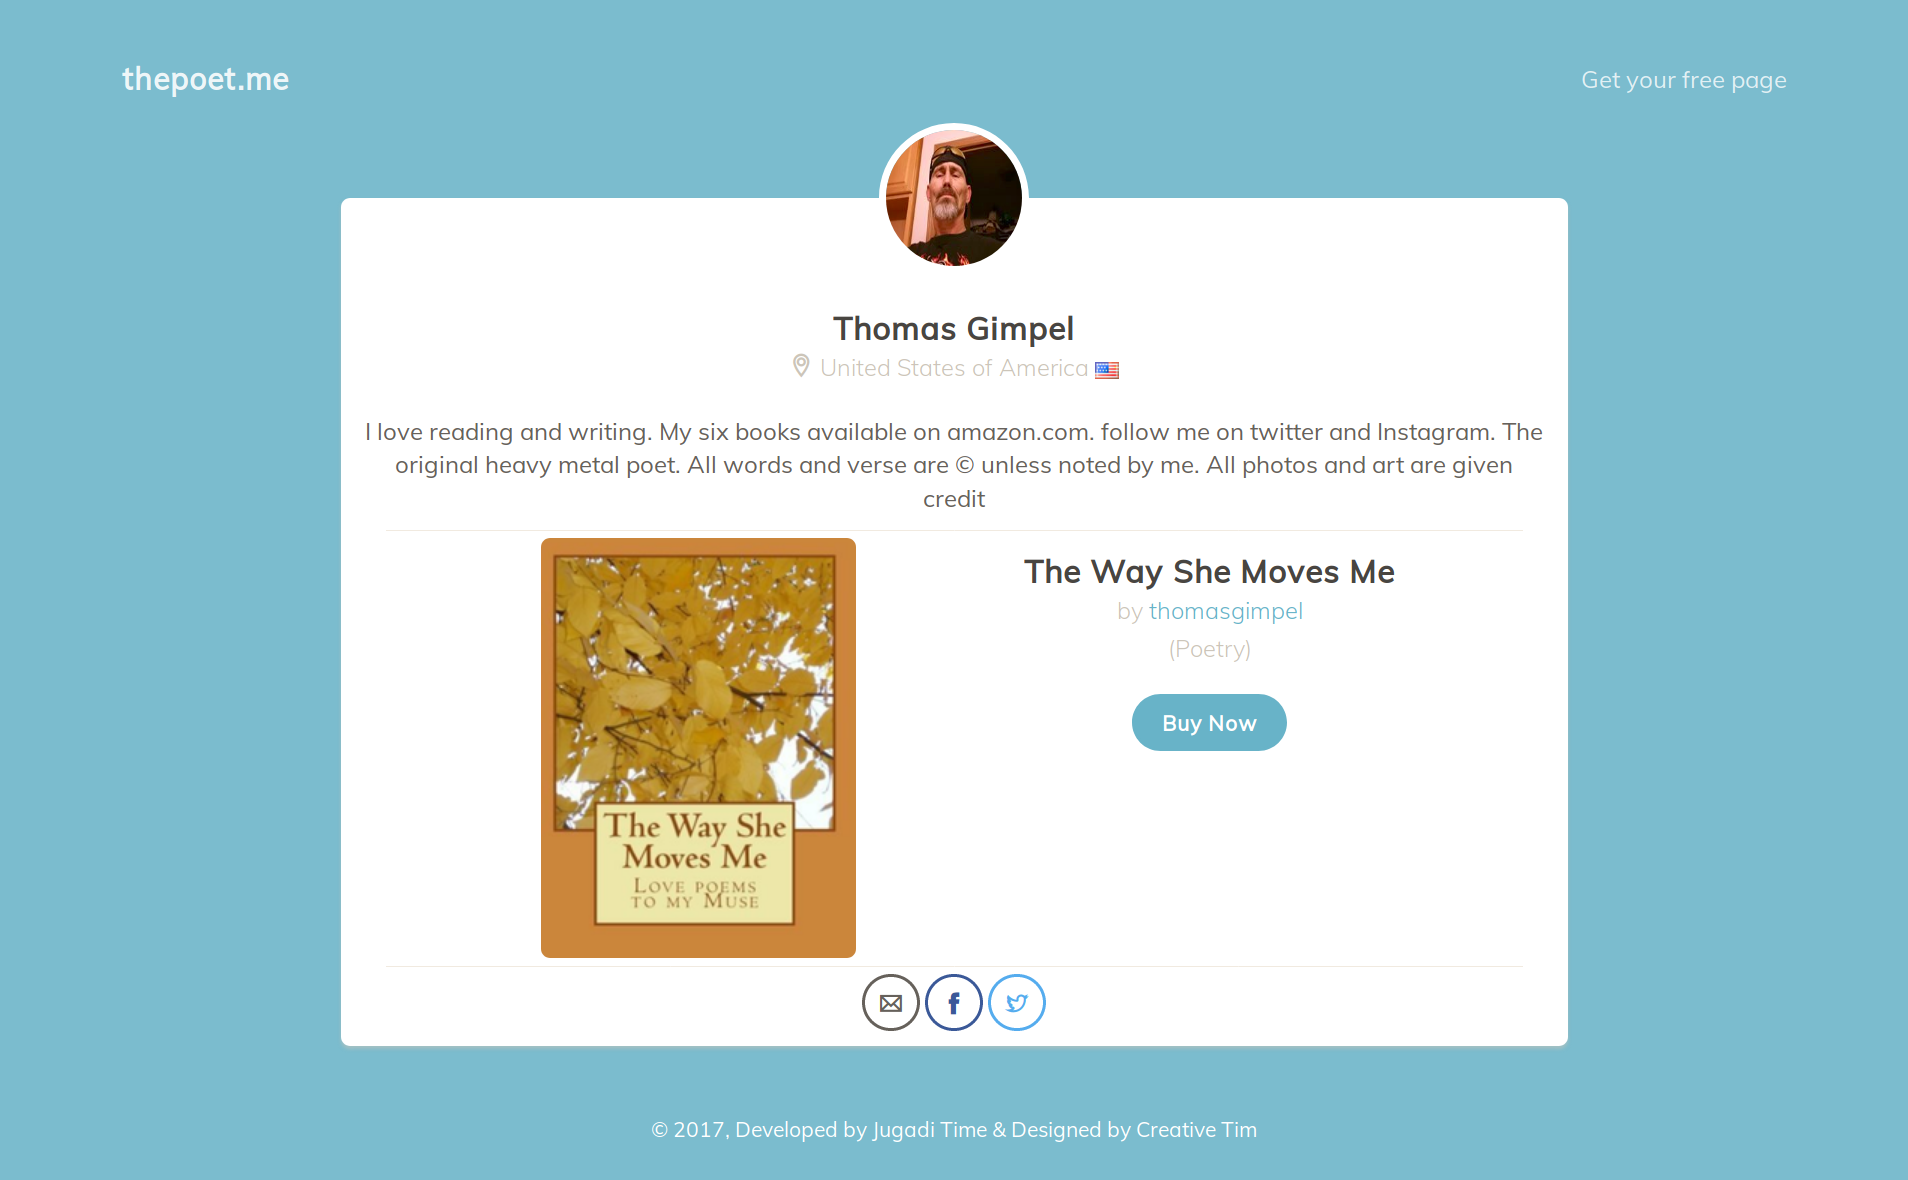 thepoet.me
Get your free page
Thomas Gimpel
United States of America
I love reading and writing. My six books available on amazon.com. follow me on twitter and Instagram. The
original heavy metal poet. All words and verse are © unless noted by me. All photos and art are given
credit
The Way She
Moves Me
Love poems
to my Muse
The Way She Moves Me
by thomasgimpel
(Poetry)
Buy Now
© 2017, Developed by Jugadi Time & Designed by Creative Tim